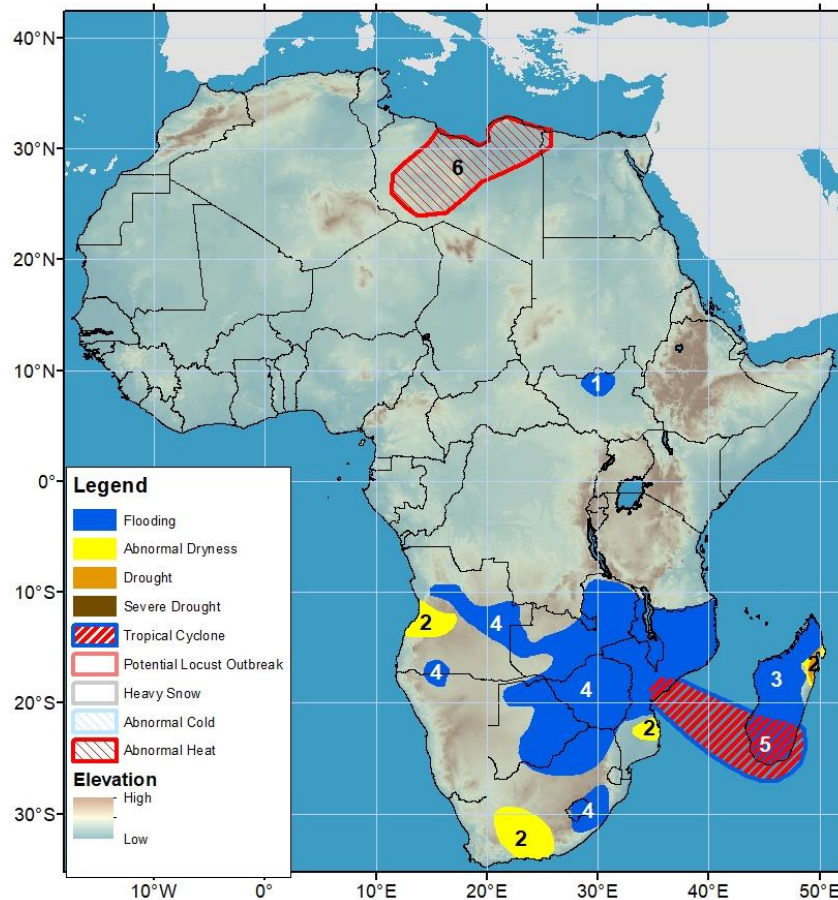 40°N
30°N
6
20°N
10°N
1
0°
Legend
Flooding
Abnormal Dryness
Drought
Severe Drought
Tropical Cyclone
Potential Locust Outbreak
Heavy Snow
Abnormal Cold
Abnormal Heat
Elevation
High
Low
10°S
2
4
2
4
3
20°S
4
2
5
30°S
4
2
10°W
0°
10°E
20°E
30°E
40°E
50°E